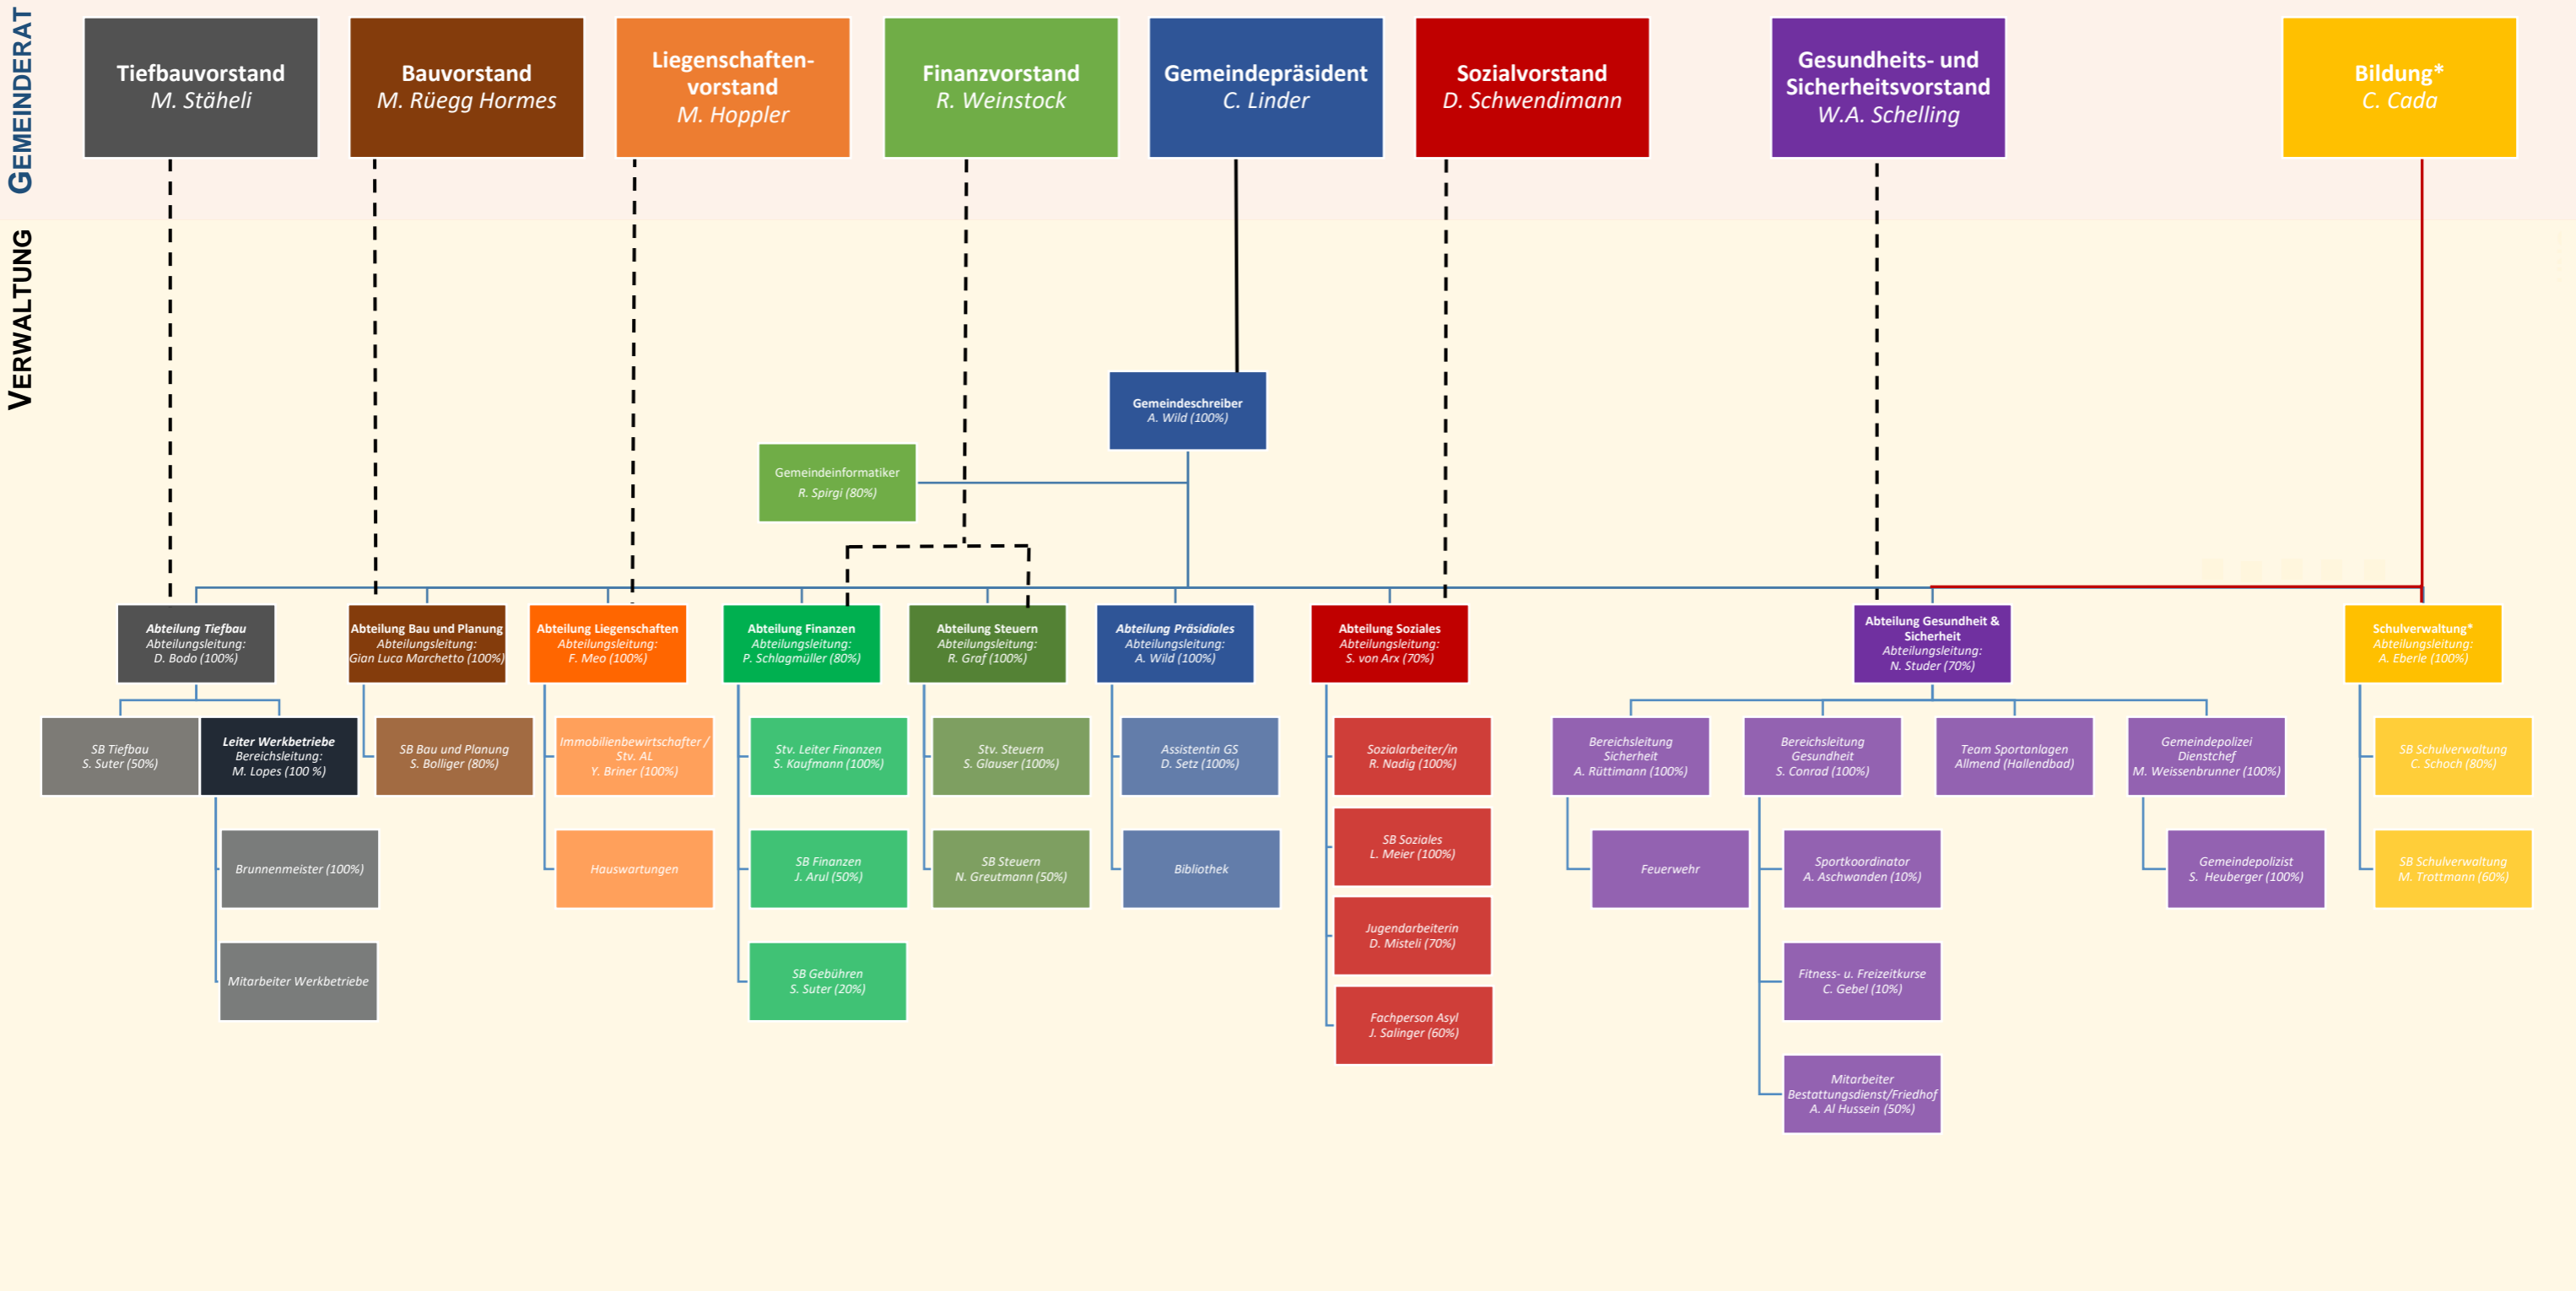 GEMEINDERAT
Tiefbauvorstand
M. Stäheli
Bauvorstand
M. Rüegg Hormes
Liegenschaften-
vorstand
M. Hoppler
Finanzvorstand
R. Weinstock
Gemeindepräsident
C. Linder
Sozialvorstand
D. Schwendimann
Gesundheits- und
Sicherheitsvorstand
W.A. Schelling
Bildung*
C. Cada
VERWALTUNG
Gemeindeschreiber
A. Wild (100%)
Gemeindeinformatiker
R. Spirgi (80%)
Abteilung Tiefbau
Abteilungsleitung:
D. Bodo (100%)
Abteilung Bau und Planung
Abteilungsleitung:
Gian Luca Marchetto (100%)
Abteilung Liegenschaften
Abteilungsleitung:
F. Meo (100%)
Abteilung Finanzen
Abteilungsleitung:
P. Schlagmüller (80%)
Abteilung Steuern
Abteilungsleitung:
R. Graf (100%)
Abteilung Präsidiales
Abteilungsleitung:
A. Wild (100%)
Abteilung Soziales
Abteilungsleitung:
S. von Arx (70%)
Abteilung Gesundheit &
Sicherheit
Abteilungsleitung:
N. Studer (70%)
Schulverwaltung*
Abteilungsleitung:
A. Eberle (100%)
SB Tiefbau
S. Suter (50%)
Leiter Werkbetriebe
Bereichsleitung:
M. Lopes (100 %)
SB Bau und Planung
S. Bolliger (80%)
Immobilienbewirtschafter /
Stv. AL
Y. Briner (100%)
Stv. Leiter Finanzen
S. Kaufmann (100%)
Stv. Steuern
S. Glauser (100%)
Assistentin GS
D. Setz (100%)
Sozialarbeiter/in
R. Nadig (100%)
Bereichsleitung
Sicherheit
A. Rüttimann (100%)
Bereichsleitung
Gesundheit
S. Conrad (100%)
Team Sportanlagen
Allmend (Hallendbad)
Gemeindepolizei
Dienstchef
M. Weissenbrunner (100%)
SB Schulverwaltung
C. Schoch (80%)
Brunnenmeister (100%)
Hauswartungen
SB Finanzen
J. Arul (50%)
SB Steuern
N. Greutmann (50%)
Bibliothek
SB Soziales
L. Meier (100%)
Feuerwehr
Sportkoordinator
A. Aschwanden (10%)
Gemeindepolizist
S. Heuberger (100%)
SB Schulverwaltung
M. Trottmann (60%)
Mitarbeiter Werkbetriebe
SB Gebühren
S. Suter (20%)
Jugendarbeiterin
D. Misteli (70%)
Fitness- u. Freizeitkurse
C. Gebel (10%)
Fachperson Asyl
J. Salinger (60%)
Mitarbeiter
Bestattungsdienst/Friedhof
A. Al Hussein (50%)